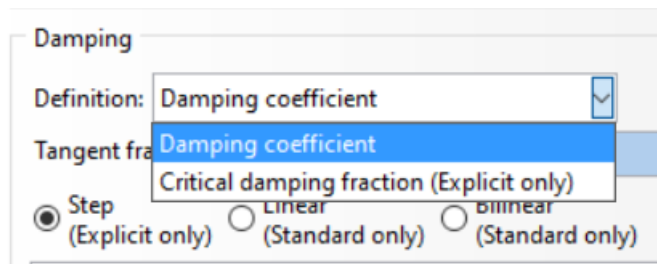 Damping
Definition: Damping coefficient
Damping coefficient
Tangent fra
Critical damping fraction (Explicit only)
Step Linear Bilinear
(Explicit only) (Standard only) (Standard only)